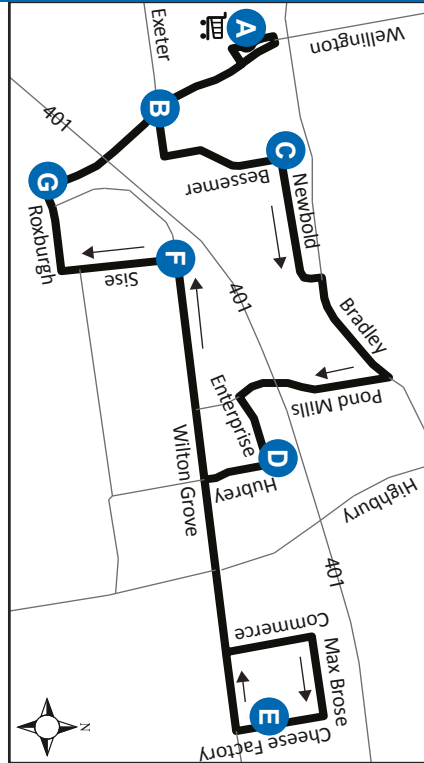 A
Wellington
Exeter
B
401
C
Bessemer
Newbold
G
Roxburgh
Sise
F
401
Bradley
Pond Mills
Enterprise
D
Hubrey
Wilton Grove
Highbury
401
Commerce
Max Brose
E
Cheese Factory
N